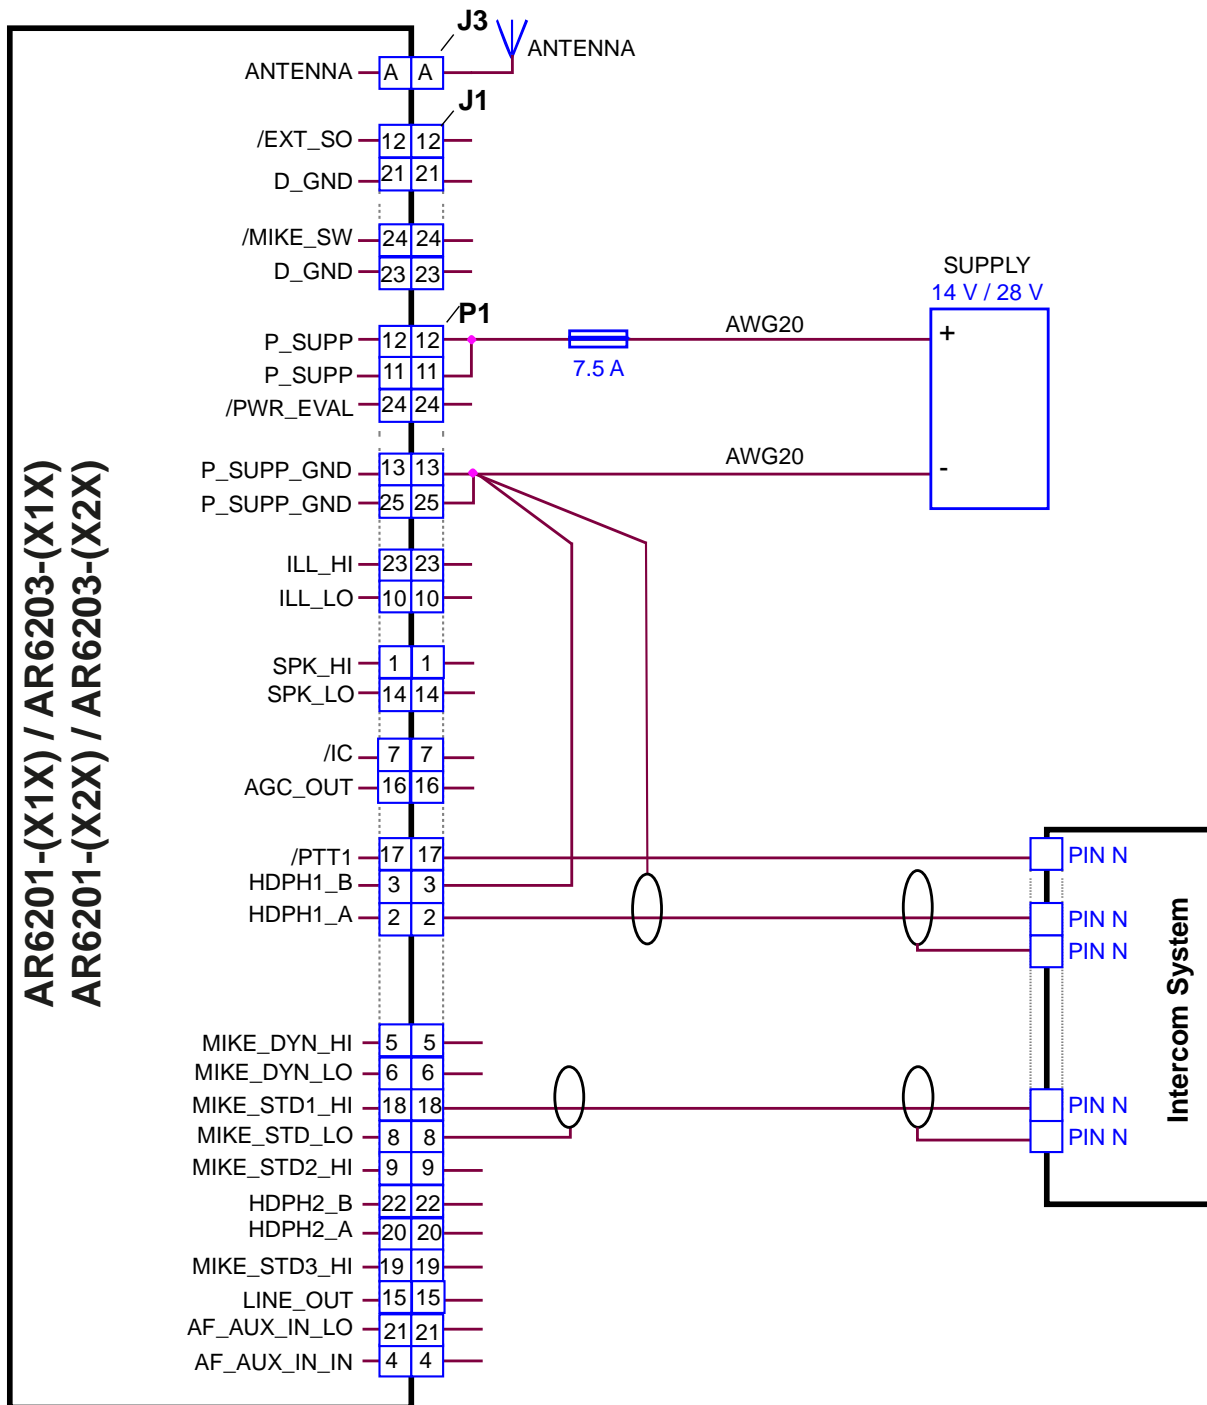 J3
ANTENNA
ANTENNA A A
J1
/EXT_SO 12 12
D_GND 21 21
/MIKE_SW 24 24
D_GND 23 23
SUPPLY
14 V / 28 V
P1
P_SUPP 12 12 AWG20 +
P_SUPP 11 11 7.5 A
/PWR_EVAL 24 24
P_SUPP_GND 13 13 AWG20 -
P_SUPP_GND 25 25
ILL_HI 23 23
ILL_LO 10 10
SPK_HI 1 1
SPK_LO 14 14
/IC 7 7
AGC_OUT 16 16
/PTT1 17 17 PIN N
HDPH1_B 3 3
HDPH1_A 2 2 PIN N
PIN N
MIKE_DYN_HI 5 5
MIKE_DYN_LO 6 6
MIKE_STD1_HI 18 18 PIN N
MIKE_STD_LO 8 8 PIN N
MIKE_STD2_HI 9 9
HDPH2_B 22 22
HDPH2_A 20 20
MIKE_STD3_HI 19 19
LINE_OUT 15 15
AF_AUX_IN_LO 21 21
AF_AUX_IN_IN 4 4
AR6201-(X1X) / AR6203-(X1X)
AR6201-(X2X) / AR6203-(X2X)
Intercom System